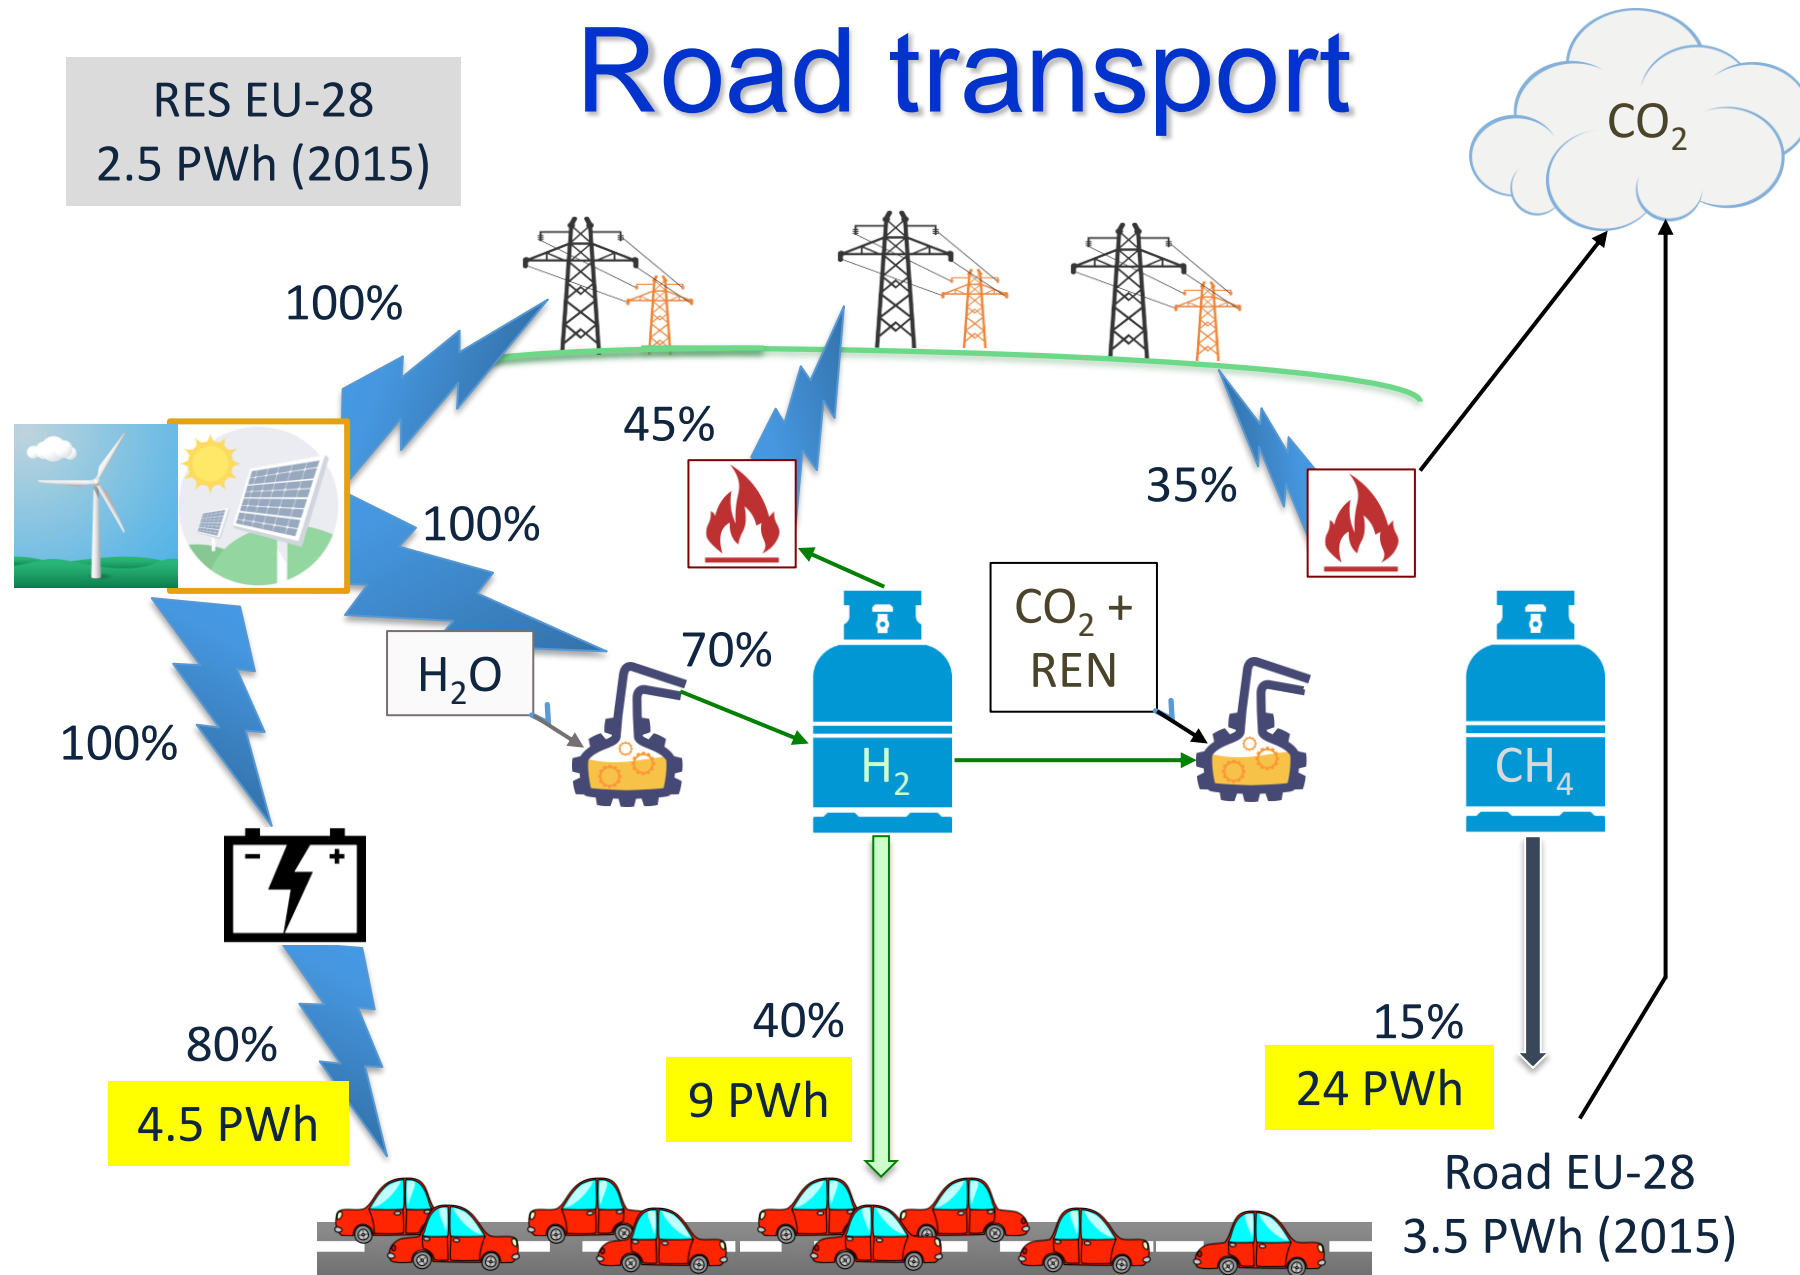 Road transport
RES EU-28
2.5 PWh (2015)
CO₂
100%
45%
35%
100%
CO₂ +
REN
H₂O
70%
100%
H₂
CH₄
- +
80%
40%
15%
4.5 PWh
9 PWh
24 PWh
Road EU-28
3.5 PWh (2015)